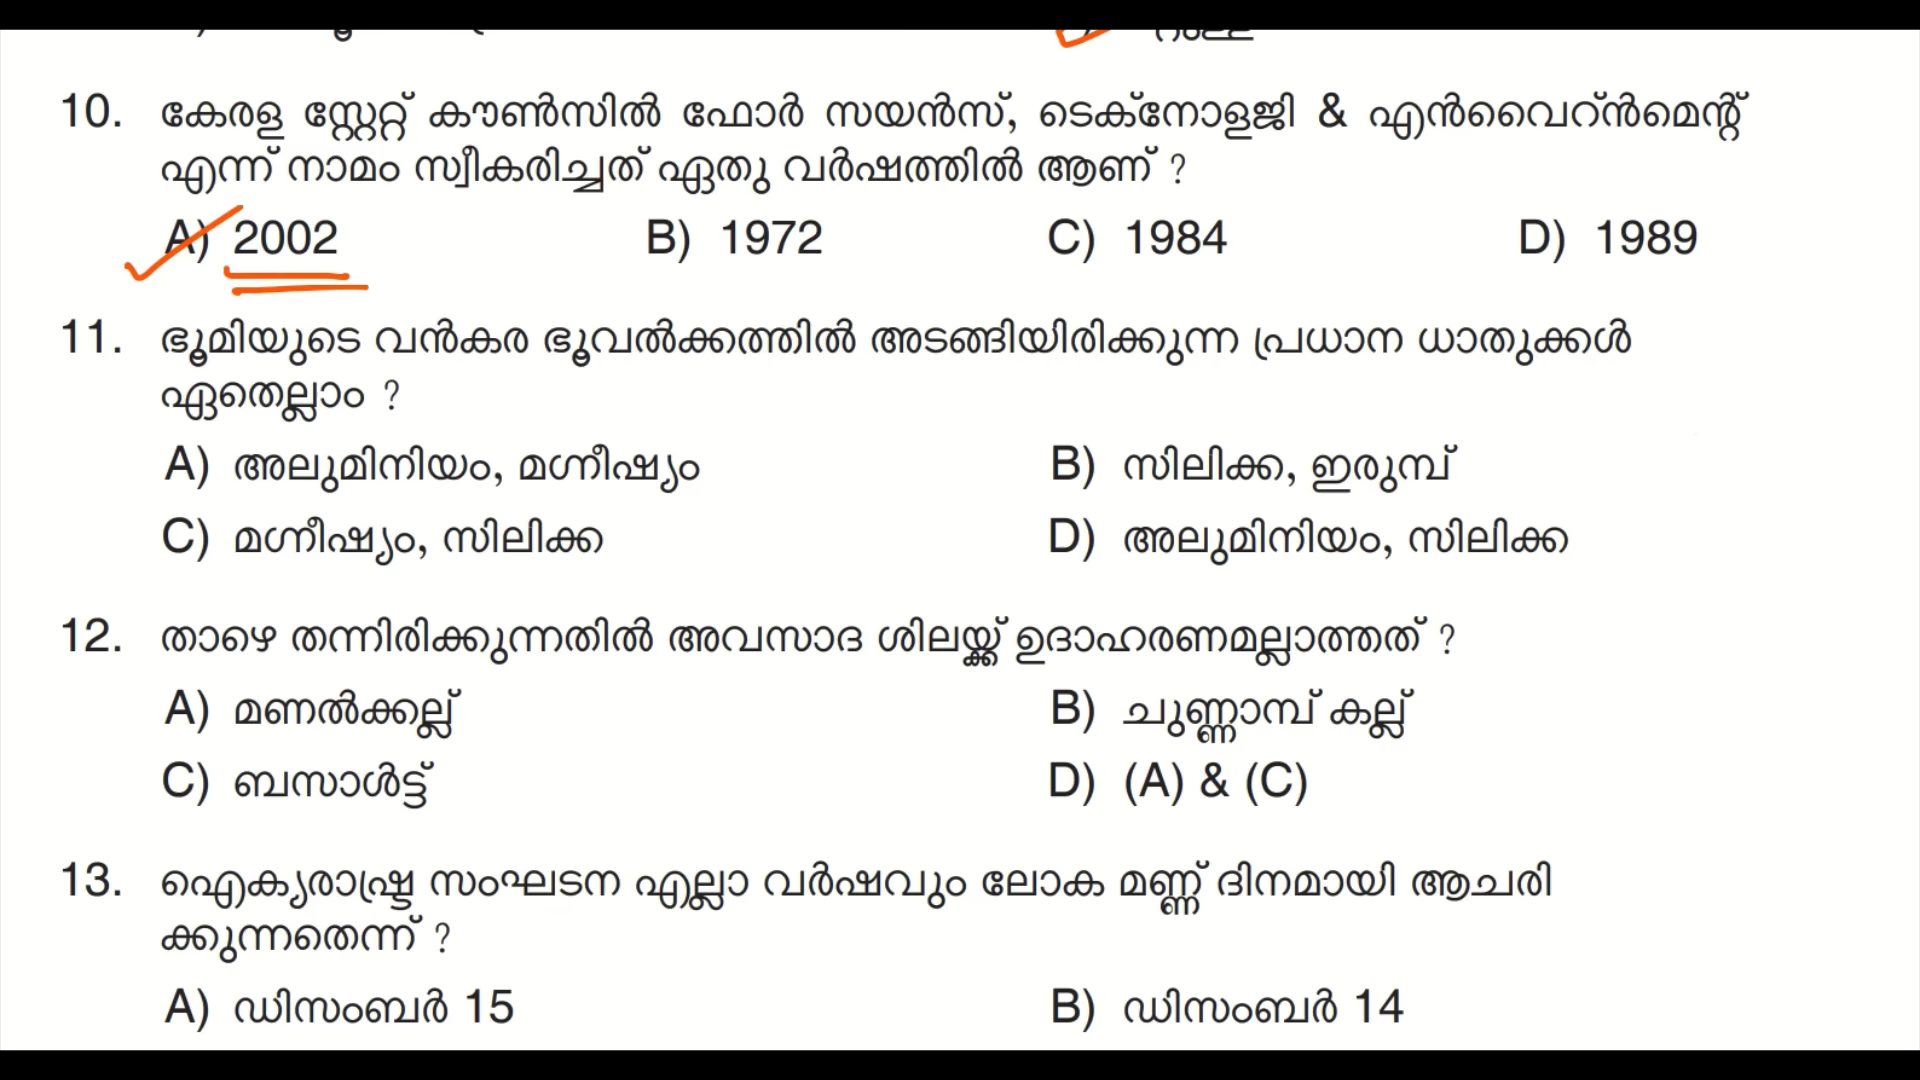 10. കേരള സ്റ്റേറ്റ് കൗൺസിൽ ഫോർ സയൻസ്, ടെക്നോളജി & എൻവൈറ്ൻമെന്റ്
എന്ന് നാമം സ്വീകരിച്ചത് ഏതു വർഷത്തിൽ ആണ് ?
A) 2002 B) 1972 C) 1984 D) 1989
11. ഭൂമിയുടെ വൻകര ഭൂവൽക്കത്തിൽ അടങ്ങിയിരിക്കുന്ന പ്രധാന ധാതുക്കൾ
ഏതെല്ലാം ?
A) അലുമിനിയം, മഗ്നീഷ്യം B) സിലിക്ക, ഇരുമ്പ്
C) മഗ്നീഷ്യം, സിലിക്ക D) അലുമിനിയം, സിലിക്ക
12. താഴെ തന്നിരിക്കുന്നതിൽ അവസാദ ശിലയ്ക്ക് ഉദാഹരണമല്ലാത്തത് ?
A) മണൽക്കല്ല് B) ചുണ്ണാമ്പ് കല്ല്
C) ബസാൾട്ട് D) (A) & (C)
13. ഐക്യരാഷ്ട്ര സംഘടന എല്ലാ വർഷവും ലോക മണ്ണ് ദിനമായി ആചരി
ക്കുന്നതെന്ന് ?
A) ഡിസംബർ 15 B) ഡിസംബർ 14